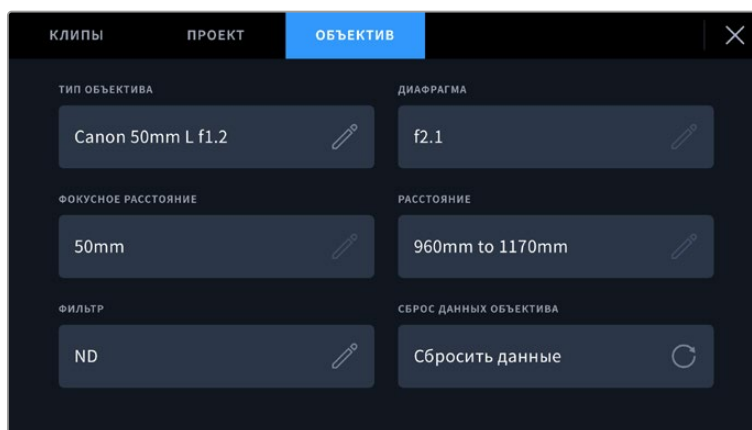 КЛИПЫ ПРОЕКТ ОБЪЕКТИВ
ТИП ОБЪЕКТИВА ДИАФРАГМА
Canon 50mm L f1.2 f2.1
ФОКУСНОЕ РАССТОЯНИЕ РАССТОЯНИЕ
50mm 960mm to 1170mm
ФИЛЬТР СБРОС ДАННЫХ ОБЪЕКТИВА
ND Сбросить данные